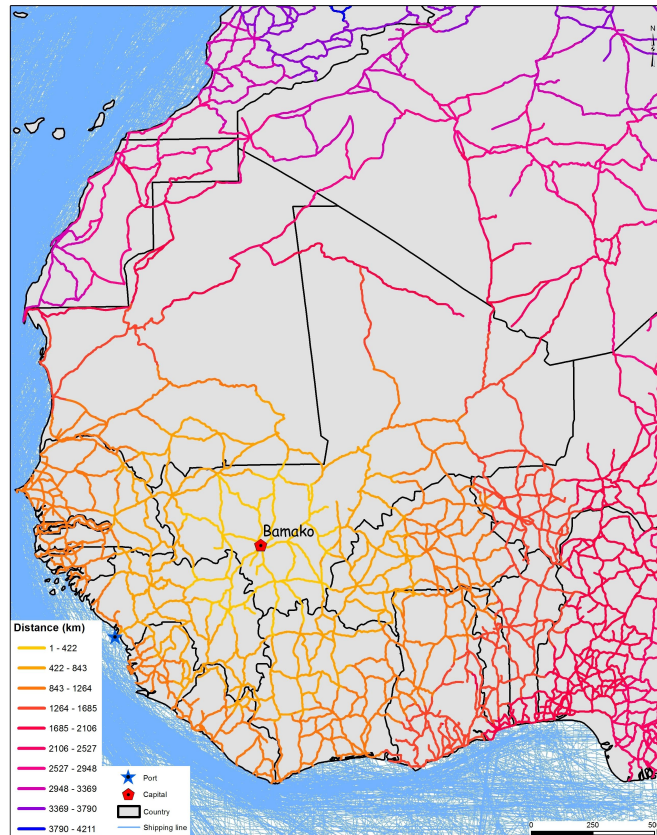 N
Bamako
Distance (km)
1 - 422
422 - 843
843 - 1264
1264 - 1685
1685 - 2106
2106 - 2527
2527 - 2948
2948 - 3369
3369 - 3790
3790 - 4211
Port
Capital
Country
Shipping line
0 250